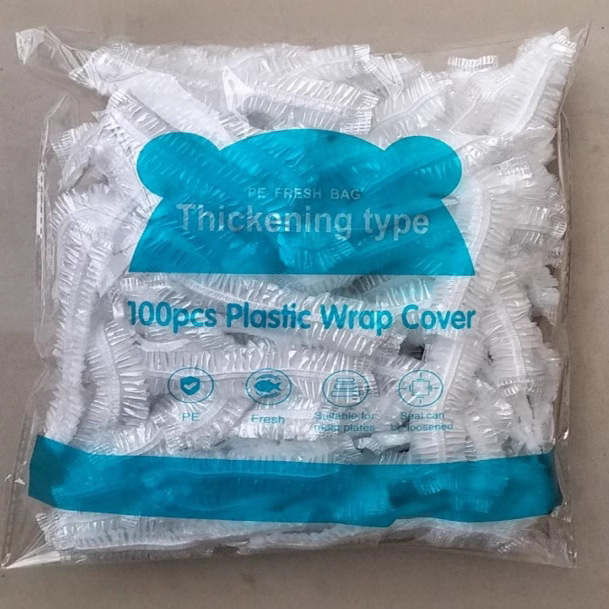 PE FRESH BAG
Thickening type
100pcs Plastic Wrap Cover
PE
Fresh
Suitable for
most plates
Seal can
be loosened